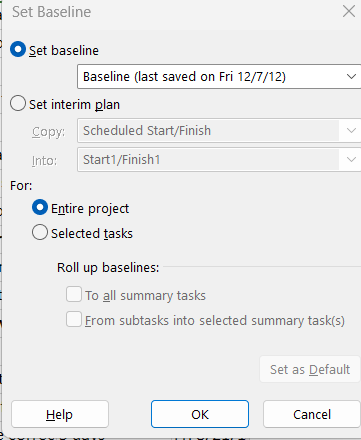 Set Baseline
Set baseline
Baseline (last saved on Fri 12/7/12)
Set interim plan
Copy: Scheduled Start/Finish
Into: Start1/Finish1
For:
Entire project
Selected tasks
Roll up baselines:
To all summary tasks
From subtasks into selected summary task(s)
Set as Default
Help OK Cancel